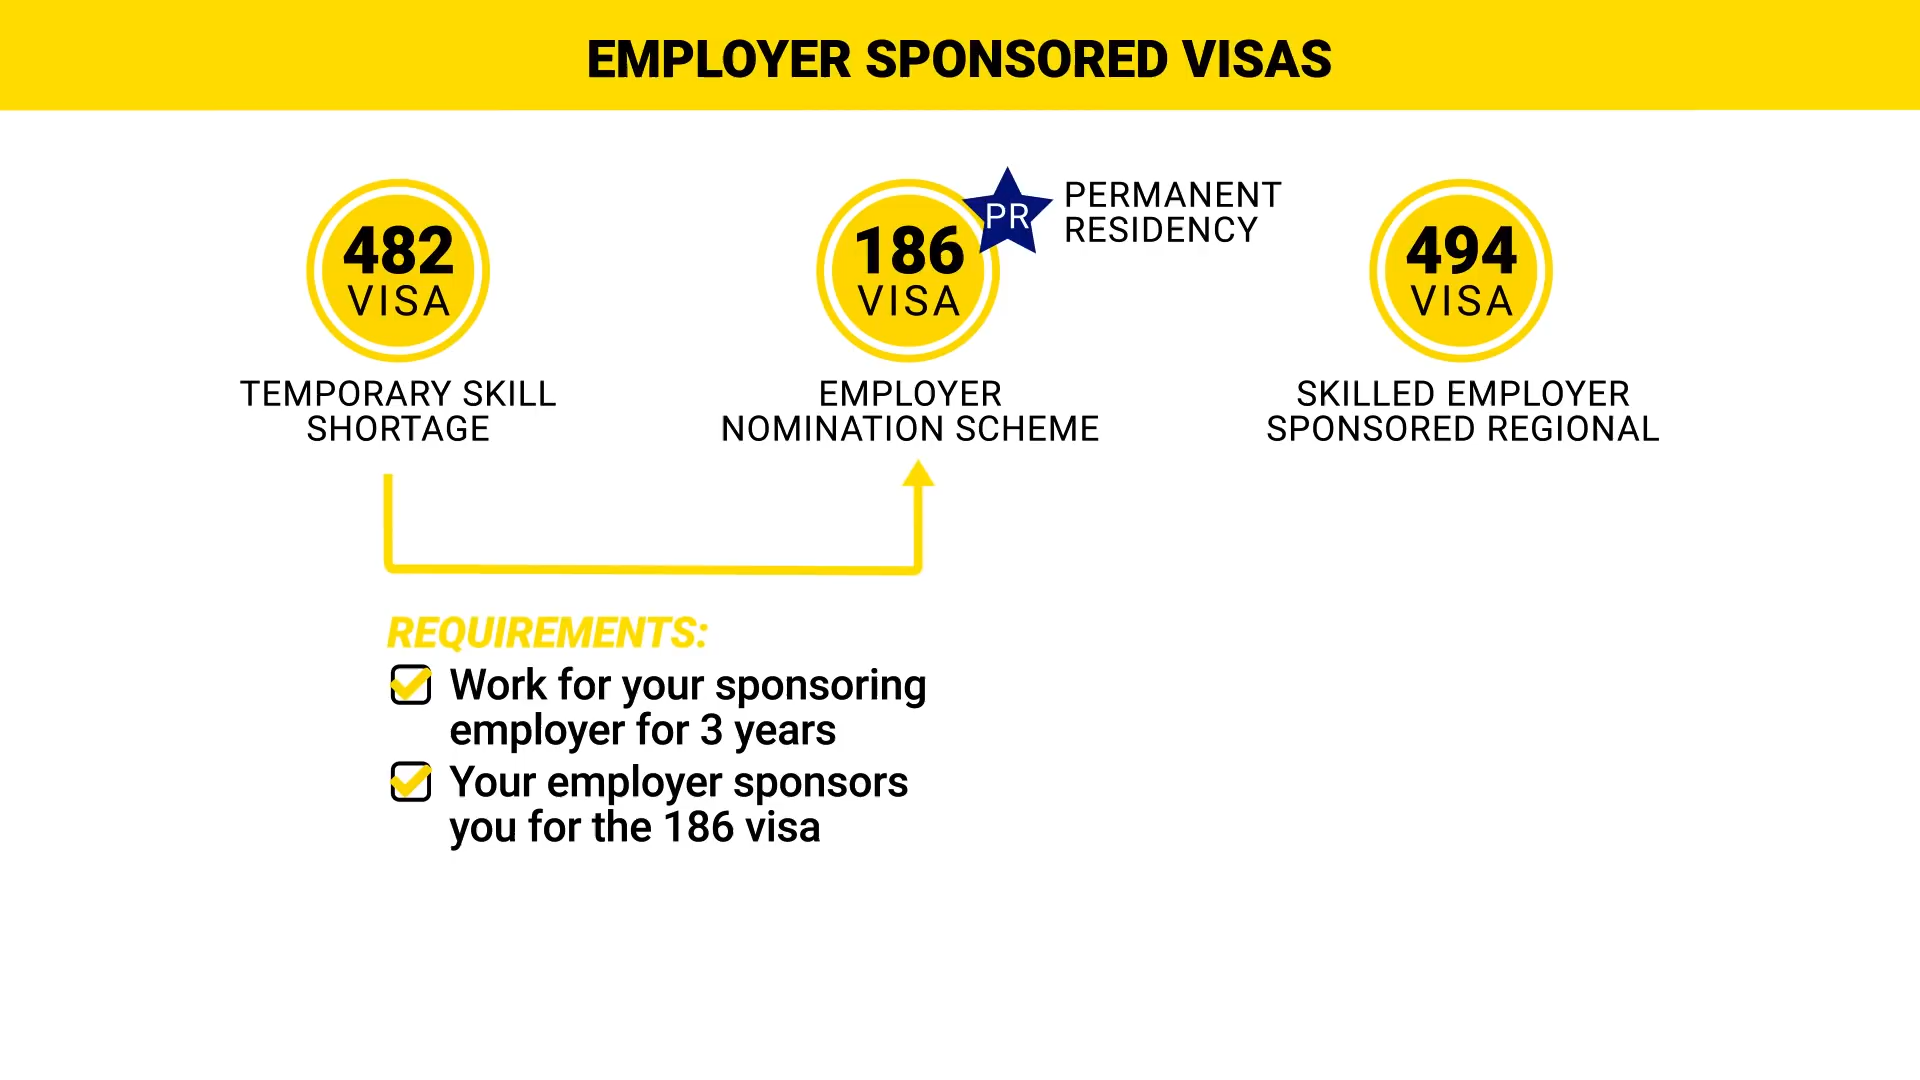 EMPLOYER SPONSORED VISAS
482
VISA
TEMPORARY SKILL
SHORTAGE
186
VISA
PR
PERMANENT
RESIDENCY
EMPLOYER
NOMINATION SCHEME
494
VISA
SKILLED EMPLOYER
SPONSORED REGIONAL
REQUIREMENTS:
Work for your sponsoring
employer for 3 years
Your employer sponsors
you for the 186 visa